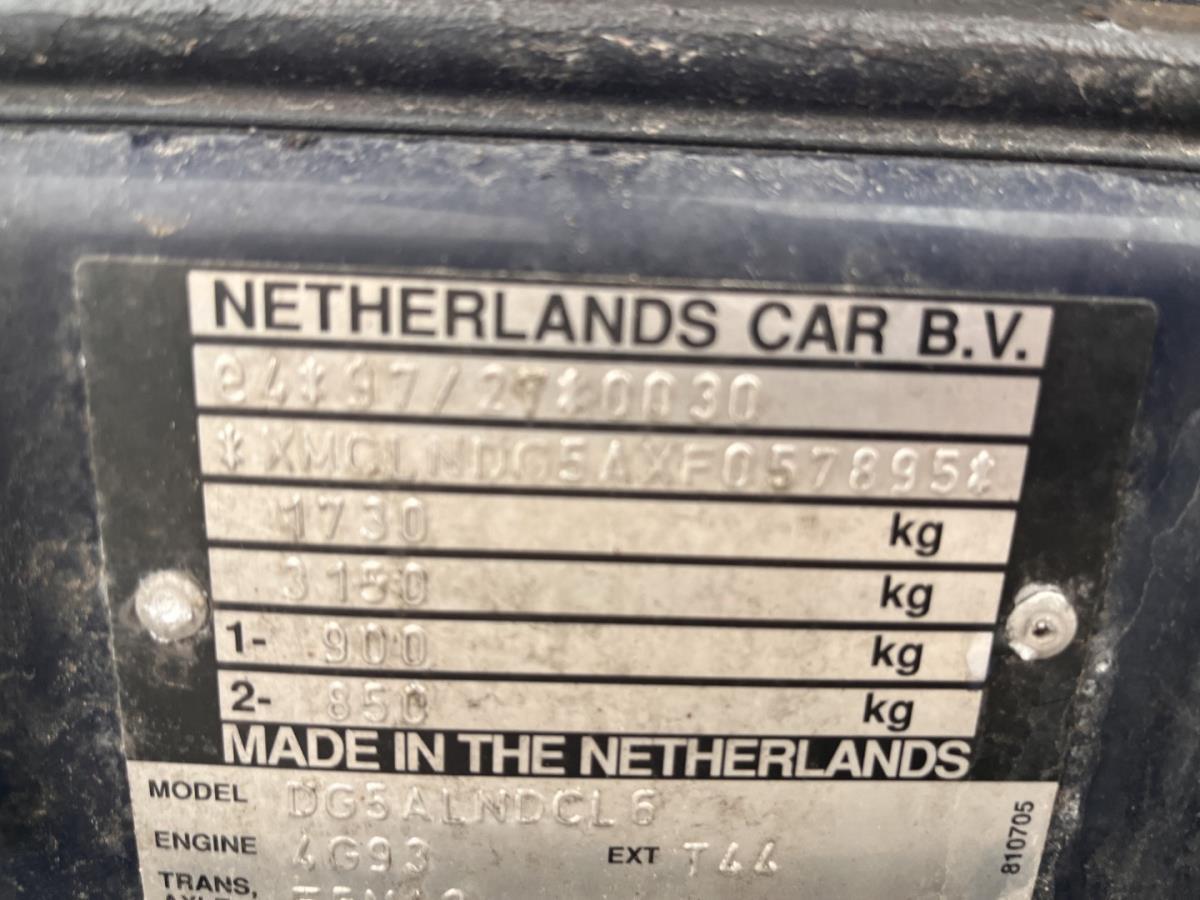 NETHERLANDS CAR B.V.
e4*97/27*0030
*XMCLNDG5AXF057895*
1730 kg
3180 kg
1- 900 kg
2- 850 kg
MADE IN THE NETHERLANDS
MODEL DG5ALNDCL6
ENGINE 4G93 EXT T44
TRANS,
810705